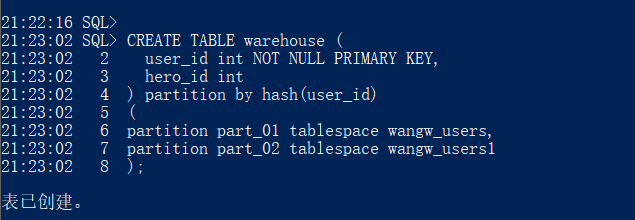 21:22:16 SQL>
21:23:02 SQL> CREATE TABLE warehouse (
21:23:02   2    user_id int NOT NULL PRIMARY KEY,
21:23:02   3    hero_id int
21:23:02   4  ) partition by hash(user_id)
21:23:02   5  (
21:23:02   6  partition part_01 tablespace wangw_users,
21:23:02   7  partition part_02 tablespace wangw_users1
21:23:02   8  );
表已创建。